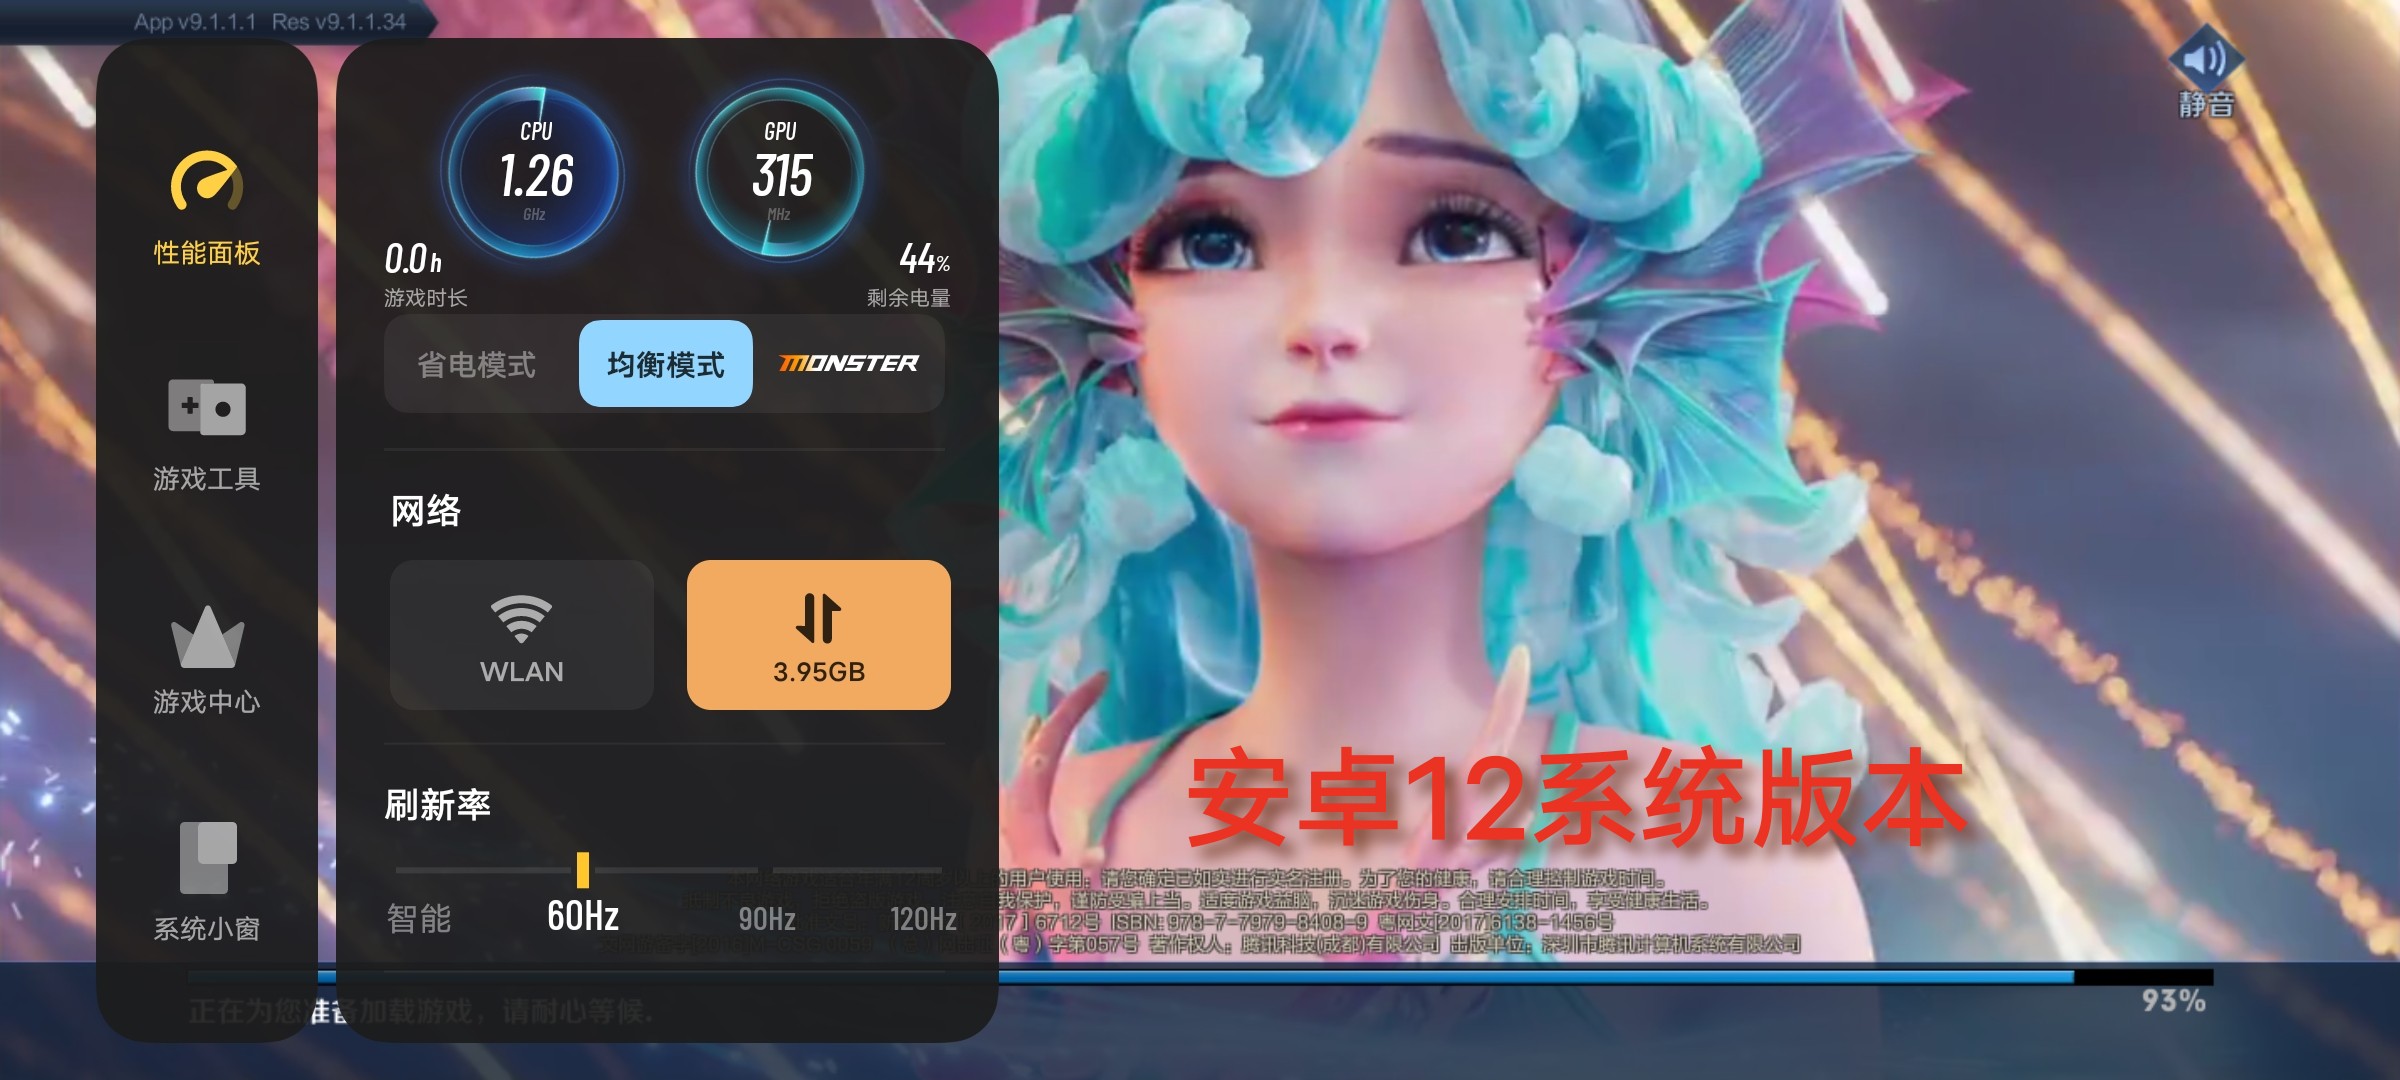 App v9.1.1.1 Res v9.1.1.34
静音
性能面板
游戏工具
游戏中心
系统小窗
CPU
1.26
GHz
GPU
315
MHz
0.0 h
游戏时长
44%
剩余电量
省电模式
均衡模式
MONSTER
网络
WLAN
3.95GB
刷新率
智能
60Hz
90Hz
120Hz
安卓12系统版本
的用户使用，请您确定已如实进行实名注册。为了您的健康，请合理控制游戏时间。
我保护，谨防受骗上当。适度游戏益脑，沉迷游戏伤身。合理安排时间，享受健康生活。
6712号 ISBN: 978-7-7979-8408-9 粤网文[2017]6138-1456号
(粤)字第057号 著作权人：腾讯科技(成都)有限公司 出版单位：深圳市腾讯计算机系统有限公司
正在为您准备加载游戏，请耐心等候.
93%